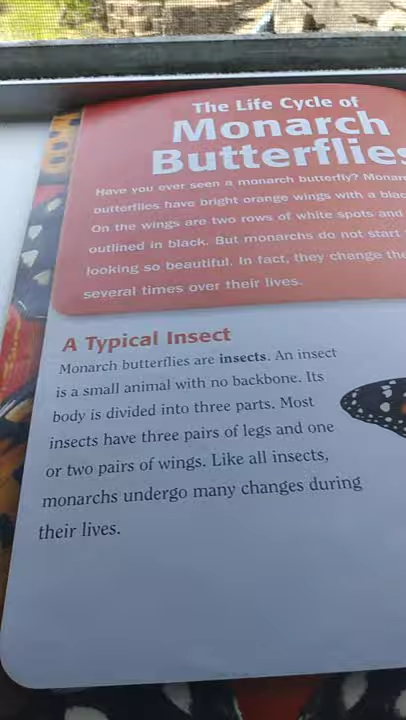 The Life Cycle of
Monarch
Butterflies
Have you ever seen a monarch butterfly?
butterflies have bright orange wings with a
On the wings are two rows of white spots and
outlined in black. But monarchs do not start
looking so beautiful. In fact, they change
several times over their lives.
A Typical Insect
Monarch butterflies are insects. An insect
is a small animal with no backbone. Its
body is divided into three parts. Most
insects have three pairs of legs and one
or two pairs of wings. Like all insects,
monarchs undergo many changes during
their lives.